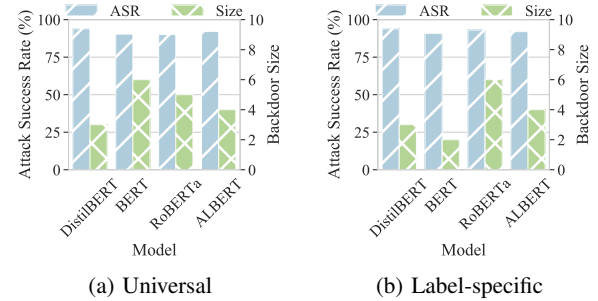 ASR Size
Attack Success Rate (%)
100
75
50
25
0
10
8
6
4
2
0
Backdoor Size
DistilBERT
BERT
RoBERTa
ALBERT
Model
(a) Universal
ASR Size
Attack Success Rate (%)
100
75
50
25
0
10
8
6
4
2
0
Backdoor Size
DistilBERT
BERT
RoBERTa
ALBERT
Model
(b) Label-specific